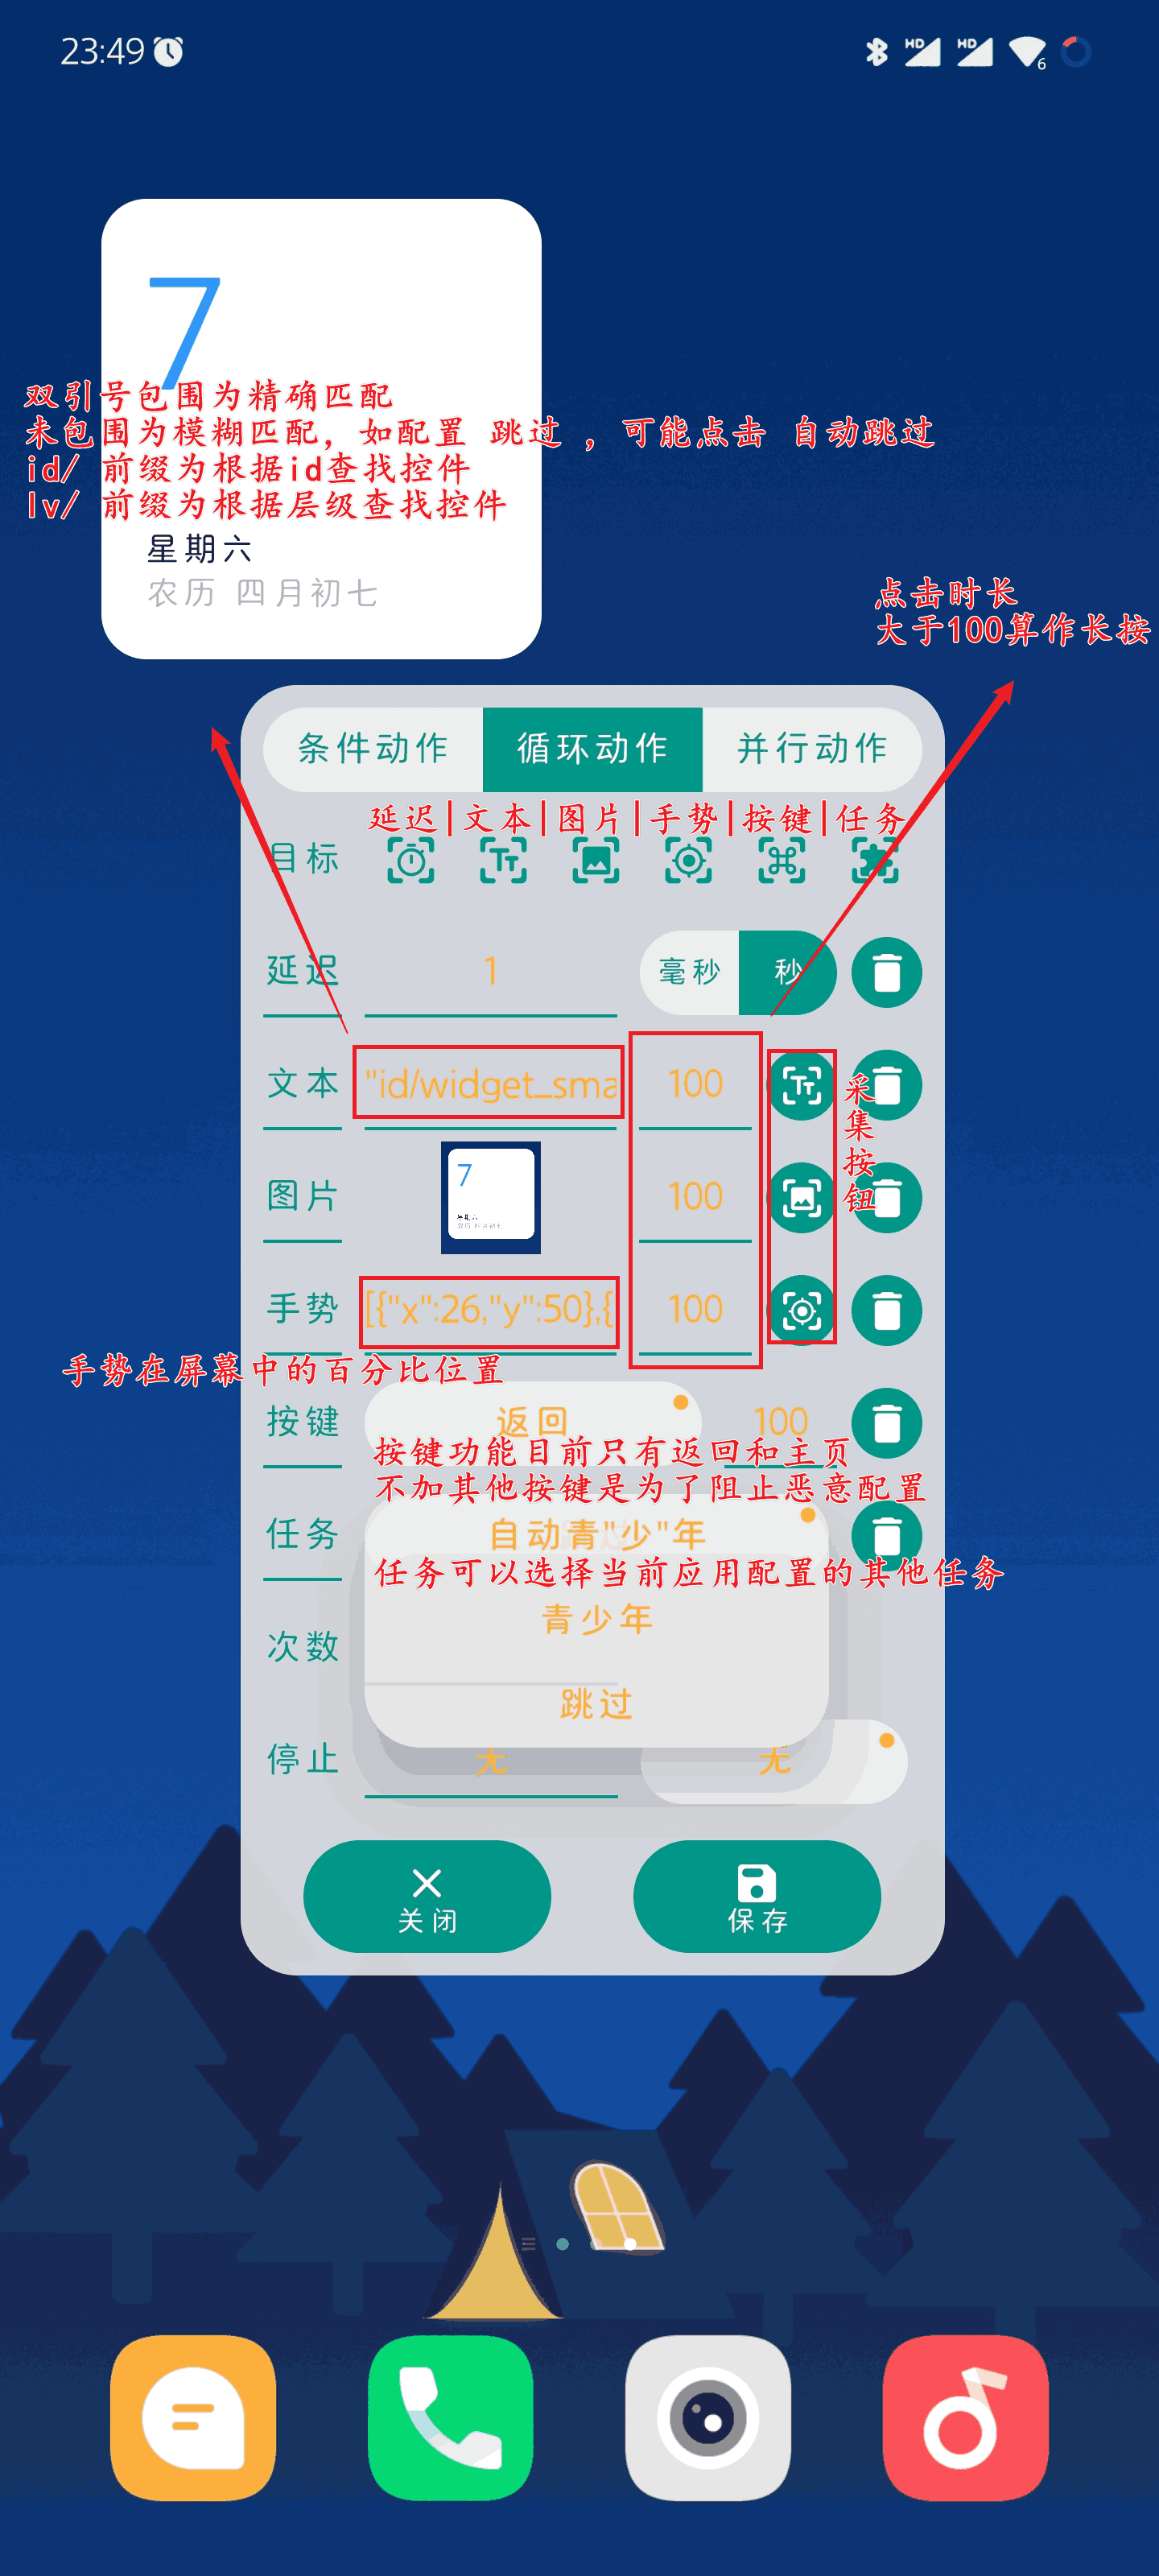 23:49
HD HD 6
7
双引号包围为精确匹配
未包围为模糊匹配，如配置 跳过 ，可能点击 自动跳过
id/ 前缀为根据id查找控件
lv/ 前缀为根据层级查找控件
星期六
农历 四月初七
点击时长
大于100算作长按
条件动作 循环动作 并行动作
延迟|文本|图片|手势|按键|任务
目标
延迟 1 毫秒 秒
文本 "id/widget_sma 100
采集按钮
图片 7 星期六 100
手势 [{"x":26,"y":50},{ 100
手势在屏幕中的百分比位置
按键 返回 100
按键功能目前只有返回和主页
不加其他按键是为了阻止恶意配置
任务 自动青"少"年
任务可以选择当前应用配置的其他任务
青少年
次数
跳过
停止 无 无
关闭 保存